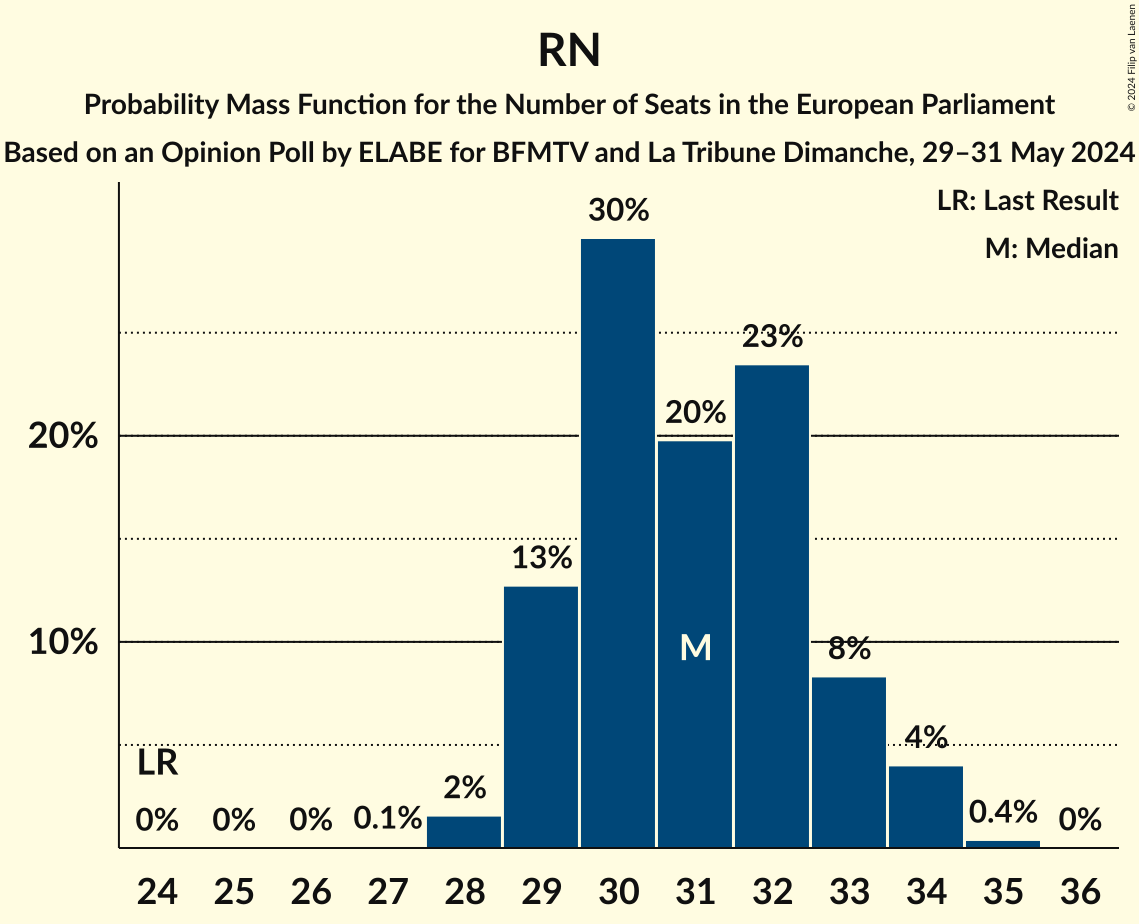 RN
Probability Mass Function for the Number of Seats in the European Parliament
Based on an Opinion Poll by ELABE for BFMTV and La Tribune Dimanche, 29–31 May 2024
© 2024 Filip van Laenen
LR: Last Result
M: Median
30%
23%
20%
20%
13%
10%
M
8%
LR
4%
2%
0% 0% 0% 0.1% 0.4% 0%
24 25 26 27 28 29 30 31 32 33 34 35 36